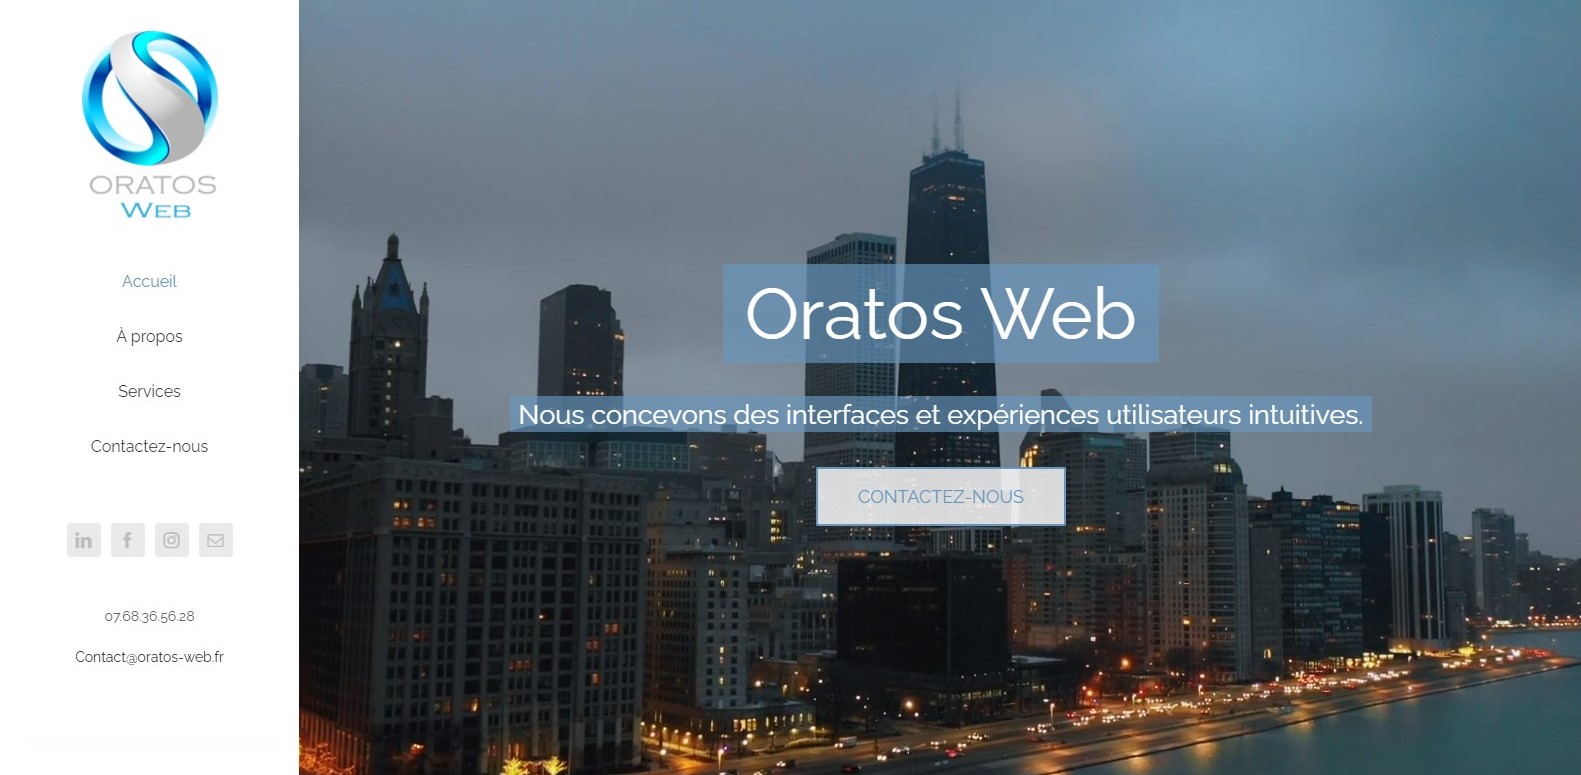 ORATOS
WEB
Accueil
À propos
Services
Contactez-nous
07.68.36.56.28
Contact@oratos-web.fr
Oratos Web
Nous concevons des interfaces et expériences utilisateurs intuitives.
CONTACTEZ-NOUS